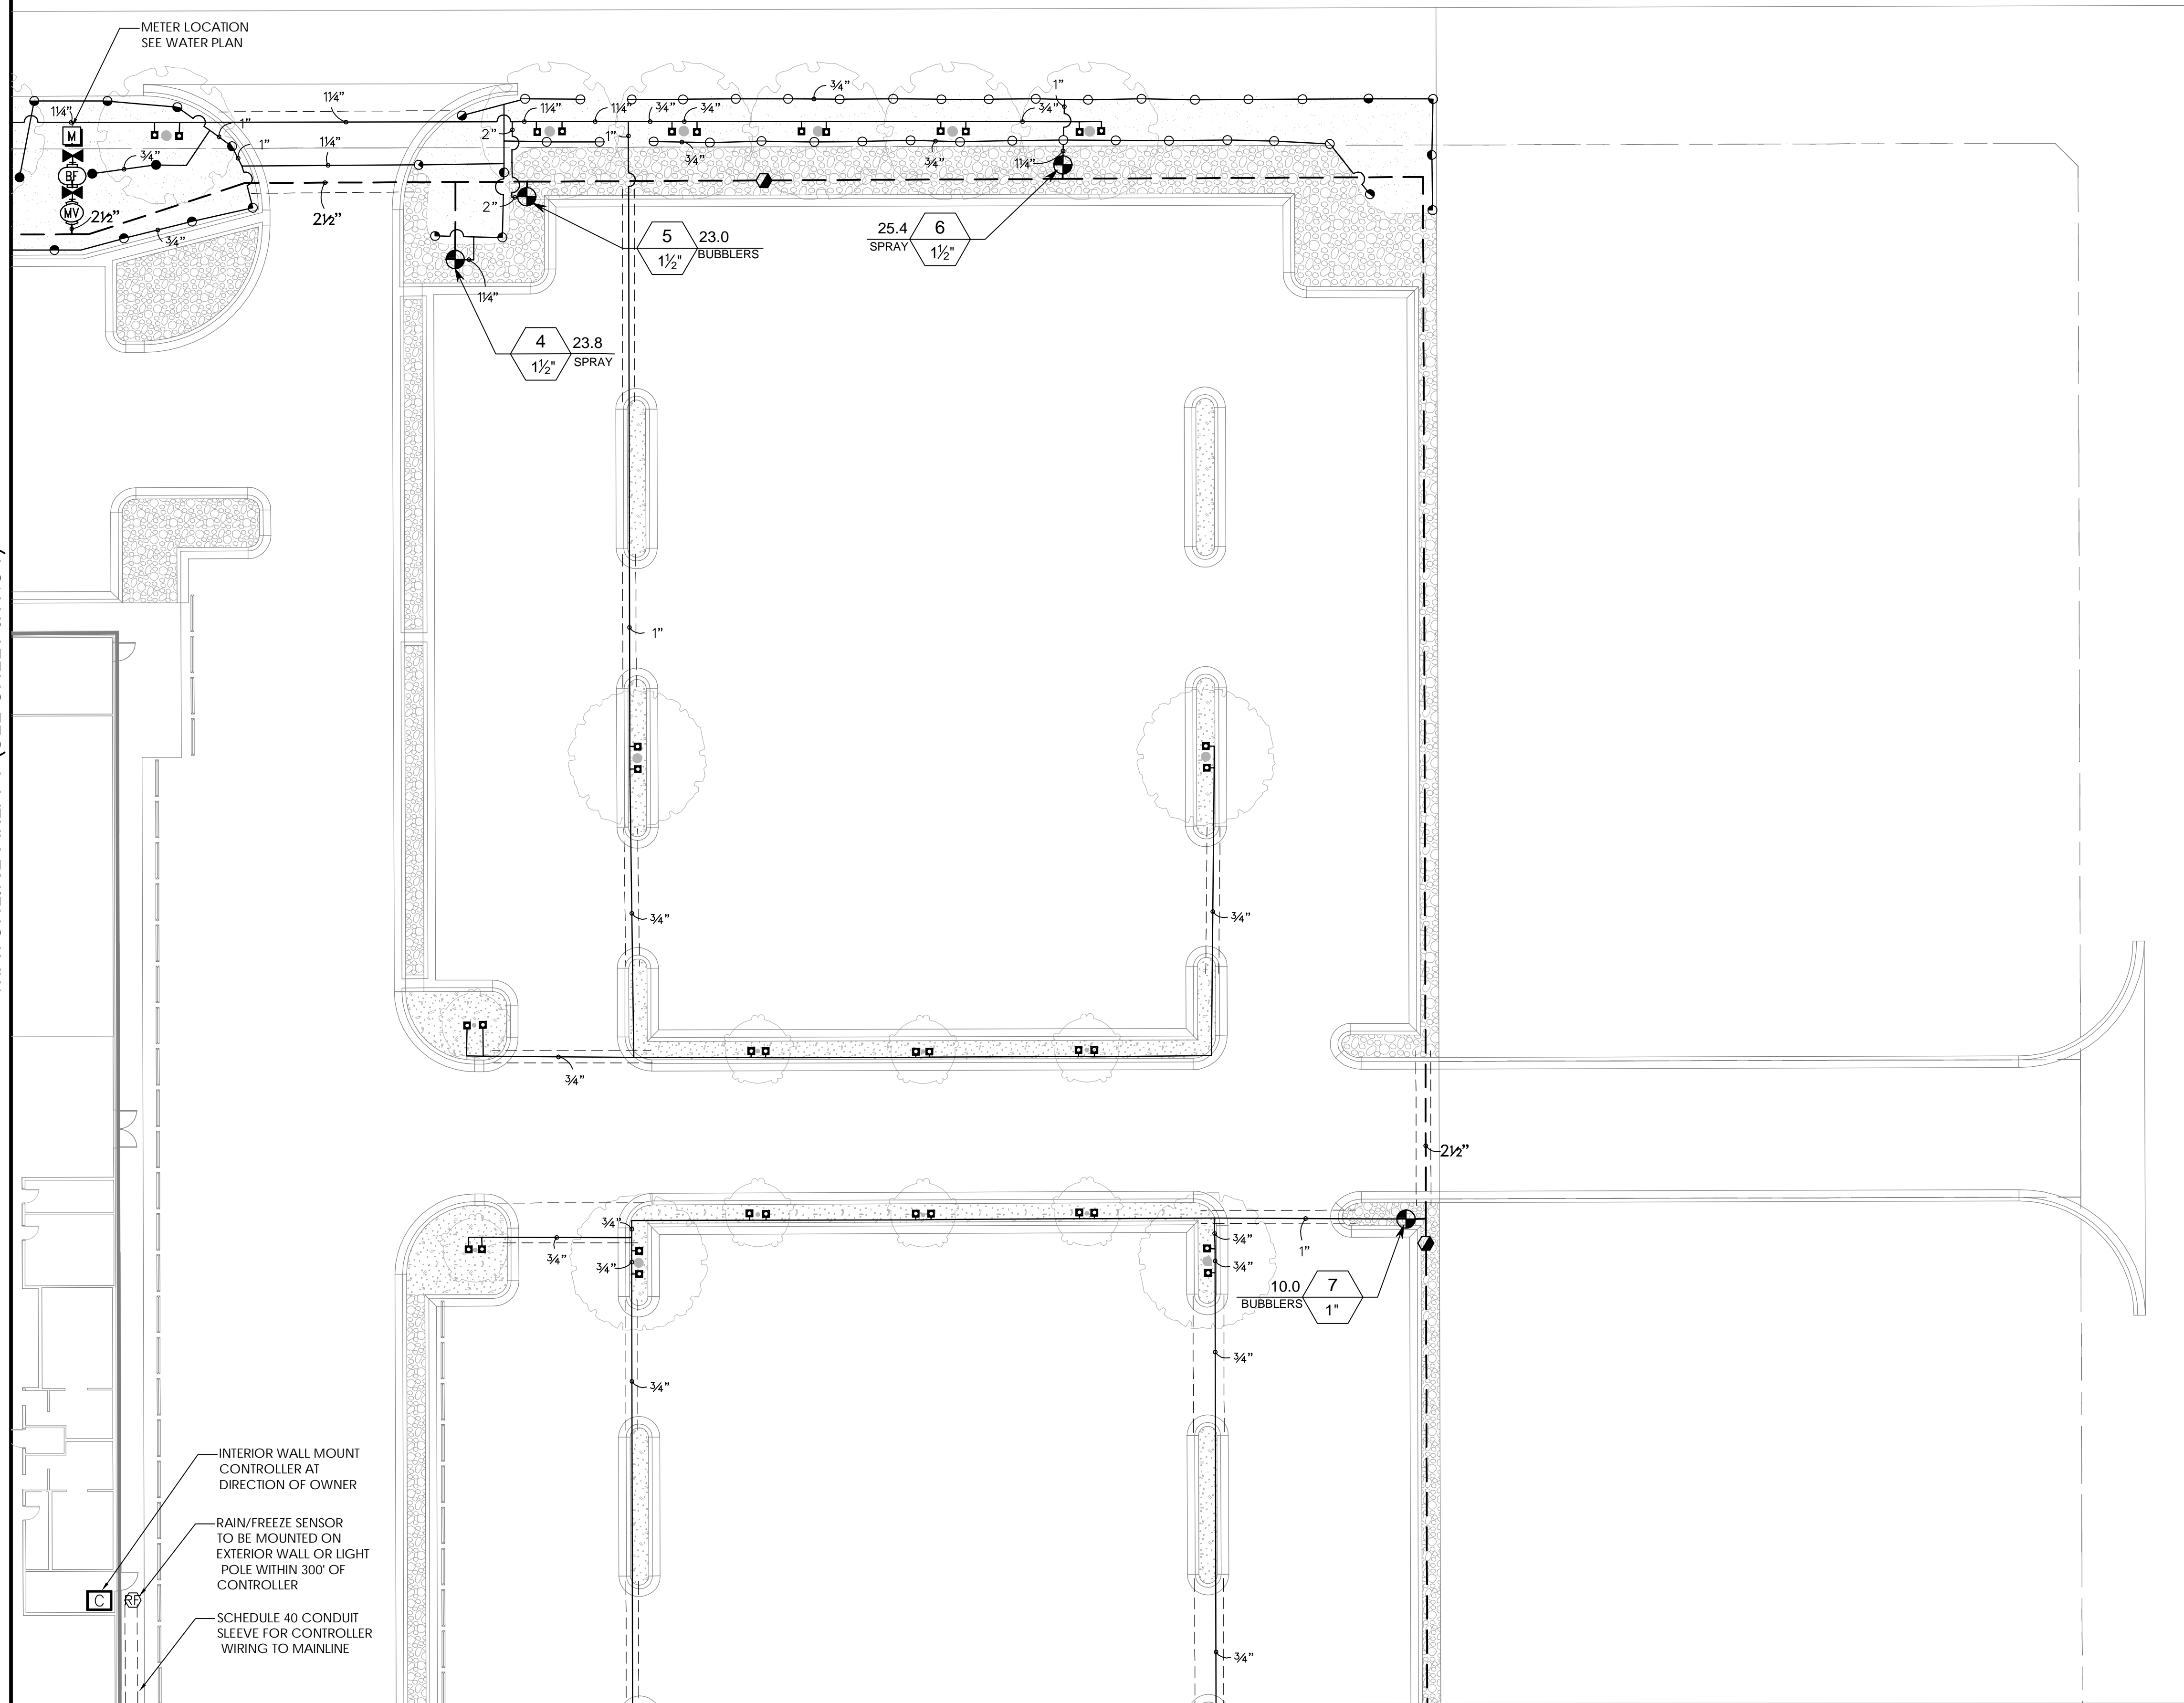 METER LOCATION
SEE WATER PLAN
1¼"
M
BF
MV
2½"
¾"
¾"
1"
1"
1¼"
1¼"
2½"
2"
2"
1¼"
1¼"
1"
¾"
¾"
¾"
¾"
1"
¾"
¾"
1¼"
5
1½"
23.0
BUBBLERS
25.4
SPRAY
6
1½"
1¼"
4
1½"
23.8
SPRAY
1"
¾"
¾"
¾"
2½"
¾"
¾"
¾"
¾"
¾"
1"
10.0
BUBBLERS
7
1"
¾"
¾"
INTERIOR WALL MOUNT
CONTROLLER AT
DIRECTION OF OWNER
RAIN/FREEZE SENSOR
TO BE MOUNTED ON
EXTERIOR WALL OR LIGHT
POLE WITHIN 300' OF
CONTROLLER
C
RF
SCHEDULE 40 CONDUIT
SLEEVE FOR CONTROLLER
WIRING TO MAINLINE
¾"